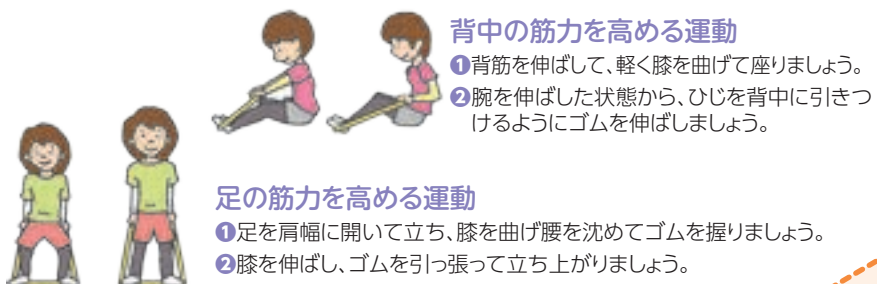 背中の筋力を高める運動
❶背筋を伸ばして、軽く膝を曲げて座りましょう。
❷腕を伸ばした状態から、ひじを背中に引きつ
けるようにゴムを伸ばしましょう。
足の筋力を高める運動
❶足を肩幅に開いて立ち、膝を曲げ腰を沈めてゴムを握りましょう。
❷膝を伸ばし、ゴムを引っ張って立ち上がりましょう。